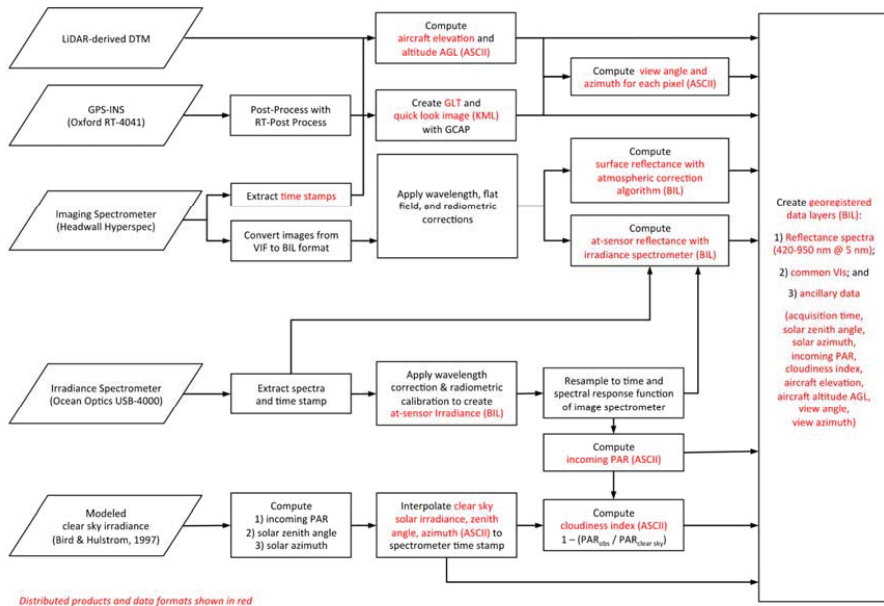 LiDAR-derived DTM
Compute
aircraft elevation and
altitude AGL (ASCII)
Compute view angle and
azimuth for each pixel (ASCII)
GPS-INS
(Oxford RT-4041)
Post-Process with
RT-Post Process
Create GLT and
quick look image (KML)
with GCAP
Imaging Spectrometer
(Headwall Hyperspec)
Extract time stamps
Convert images from
VIF to BIL format
Apply wavelength, flat
field, and radiometric
corrections
Compute
surface reflectance with
atmospheric correction
algorithm (BIL)
Compute
at-sensor reflectance with
irradiance spectrometer (BIL)
Irradiance Spectrometer
(Ocean Optics USB-4000)
Extract spectra
and time stamp
Apply wavelength
correction & radiometric
calibration to create
at-sensor Irradiance (BIL)
Resample to time and
spectral response function
of image spectrometer
Compute
incoming PAR (ASCII)
Modeled
clear sky irradiance
(Bird & Hulstrom, 1997)
Compute
1) incoming PAR
2) solar zenith angle
3) solar azimuth
Interpolate clear sky
solar irradiance, zenith
angle, azimuth (ASCII) to
spectrometer time stamp
Compute
cloudiness index (ASCII)
1 – (PARobs / PARclear sky)
Create georegistered
data layers (BIL):
1) Reflectance spectra
(420-950 nm @ 5 nm);
2) common VIs; and
3) ancillary data
(acquisition time,
solar zenith angle,
solar azimuth,
incoming PAR,
cloudiness index,
aircraft elevation,
aircraft altitude AGL,
view angle,
view azimuth)
Distributed products and data formats shown in red